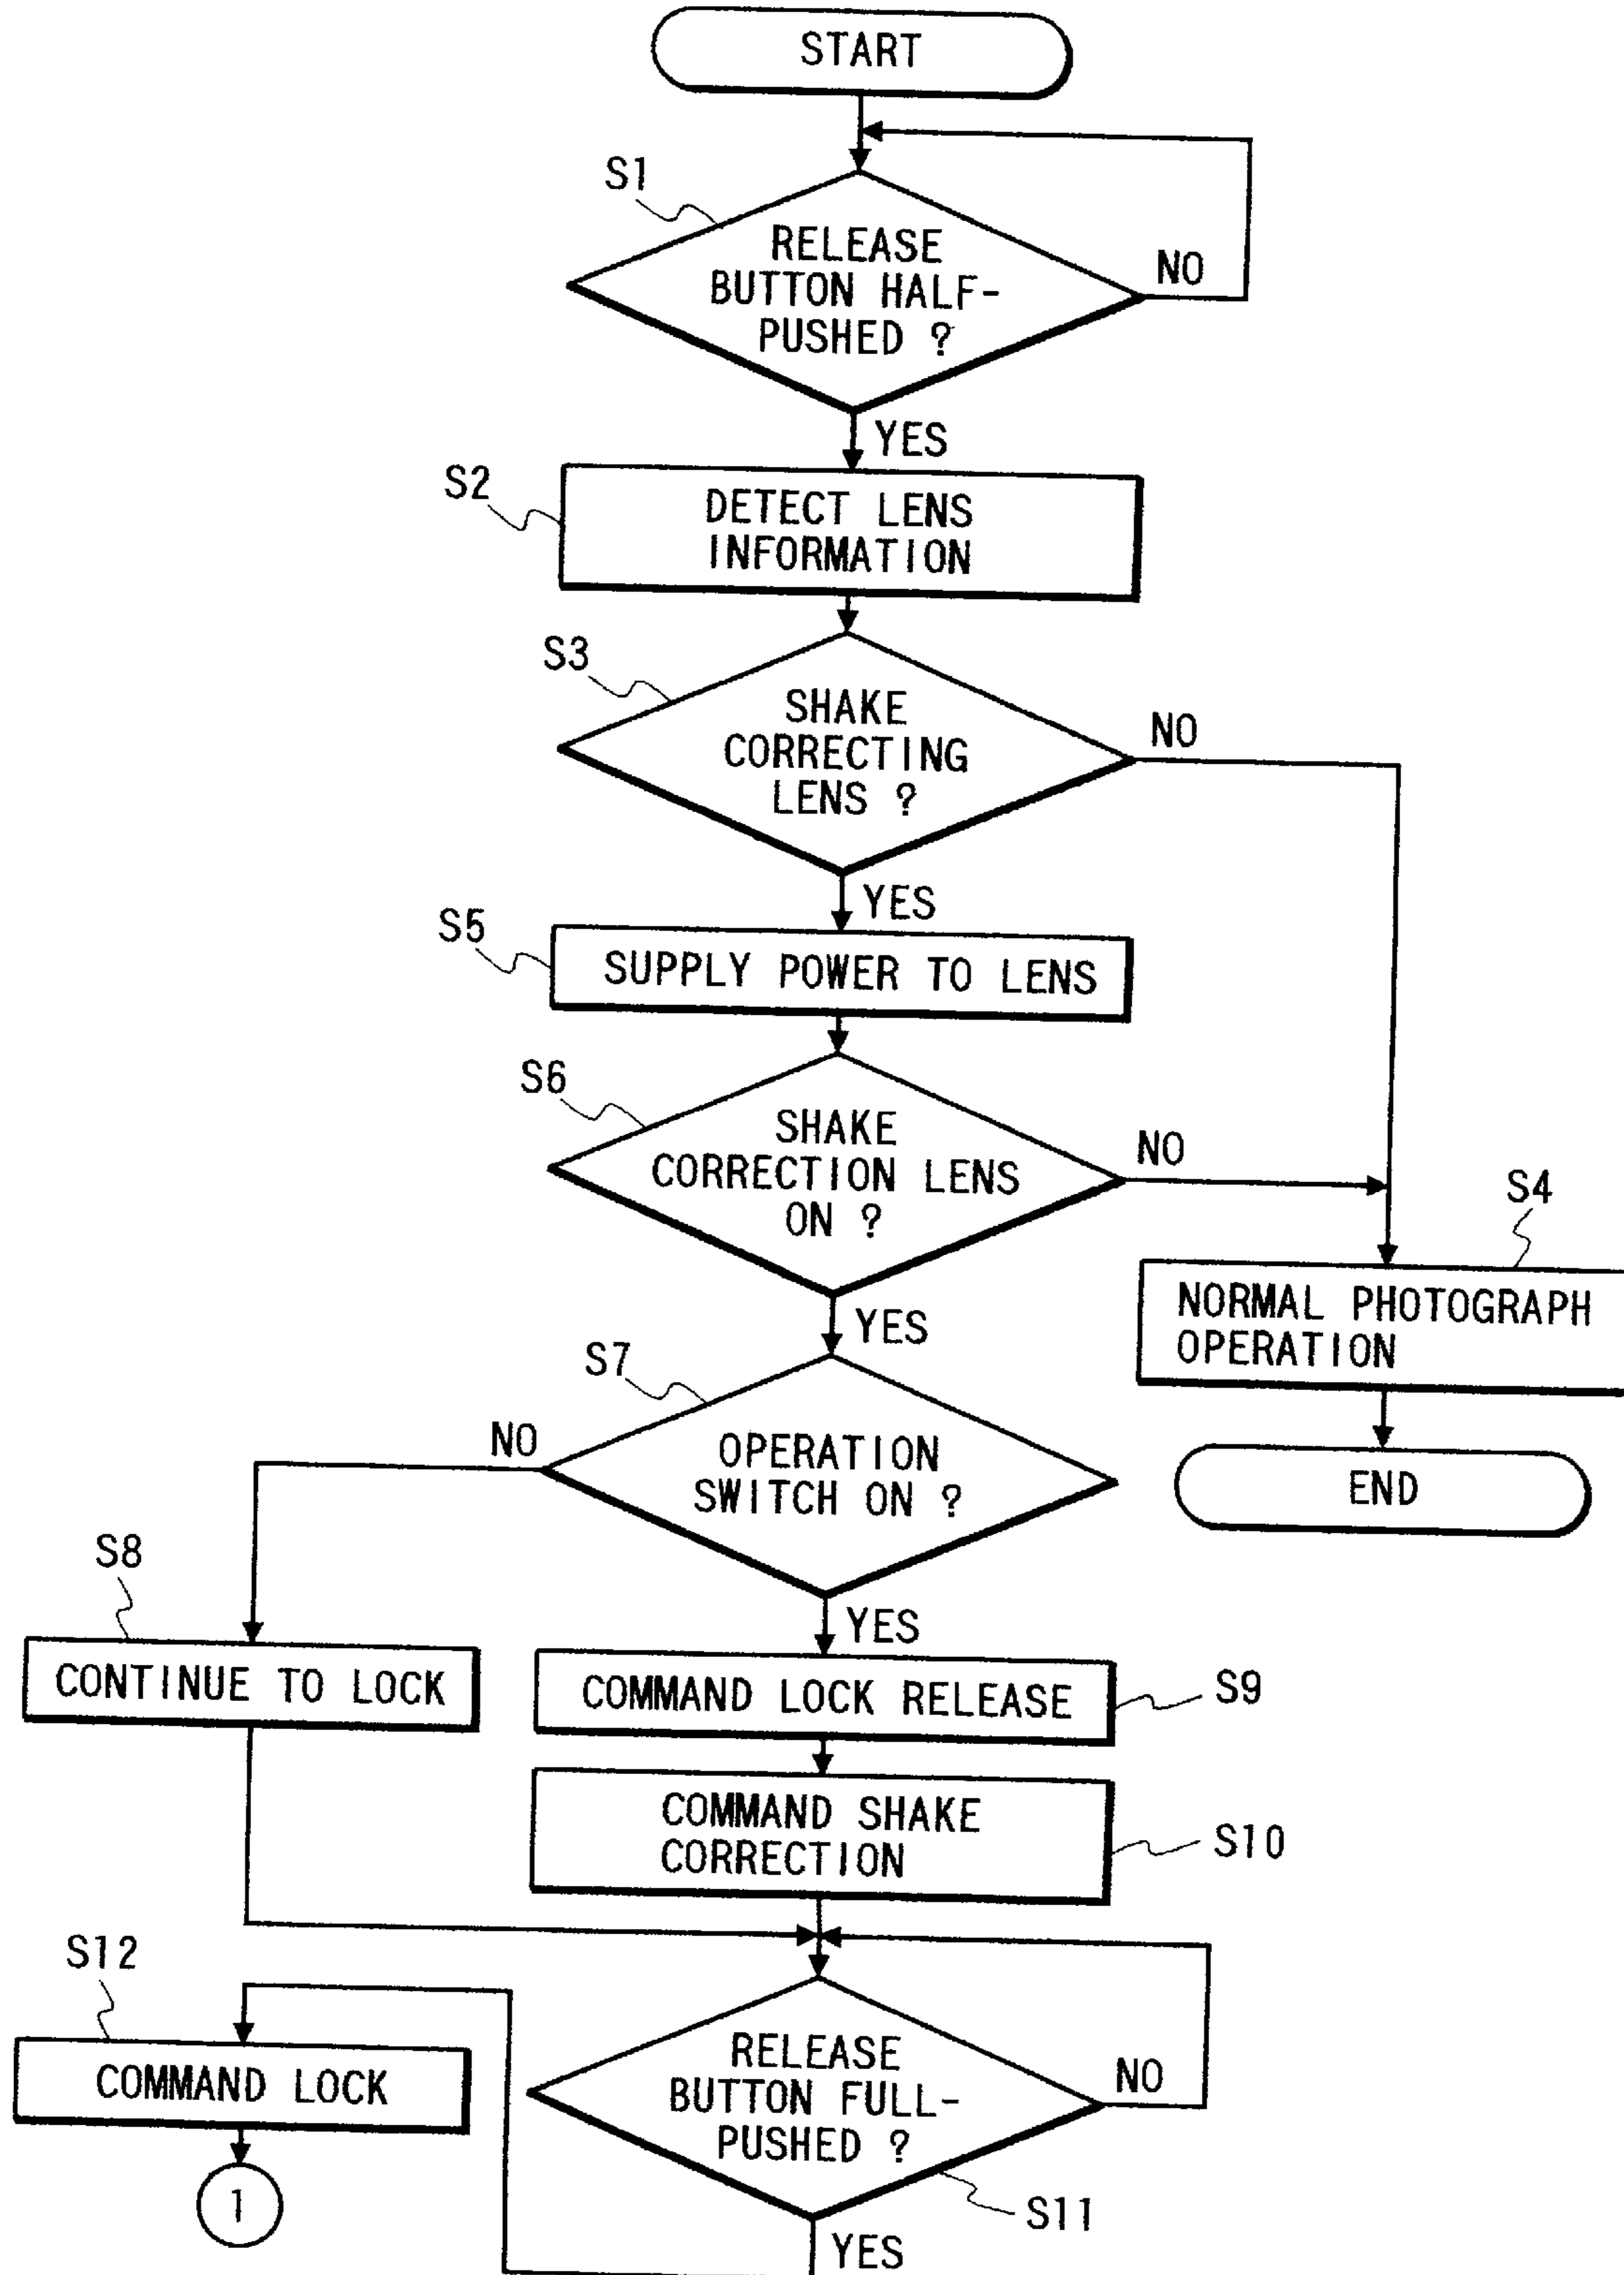 START
S1
RELEASE
BUTTON HALF-
PUSHED ?
NO
YES
S2
DETECT LENS
INFORMATION
S3
SHAKE
CORRECTING
LENS ?
NO
YES
S5
SUPPLY POWER TO LENS
S6
SHAKE
CORRECTION LENS
ON ?
NO
YES
S4
NORMAL PHOTOGRAPH
OPERATION
END
S7
OPERATION
SWITCH ON ?
NO
YES
S8
CONTINUE TO LOCK
COMMAND LOCK RELEASE
S9
COMMAND SHAKE
CORRECTION
S10
S12
COMMAND LOCK
1
RELEASE
BUTTON FULL-
PUSHED ?
NO
S11
YES